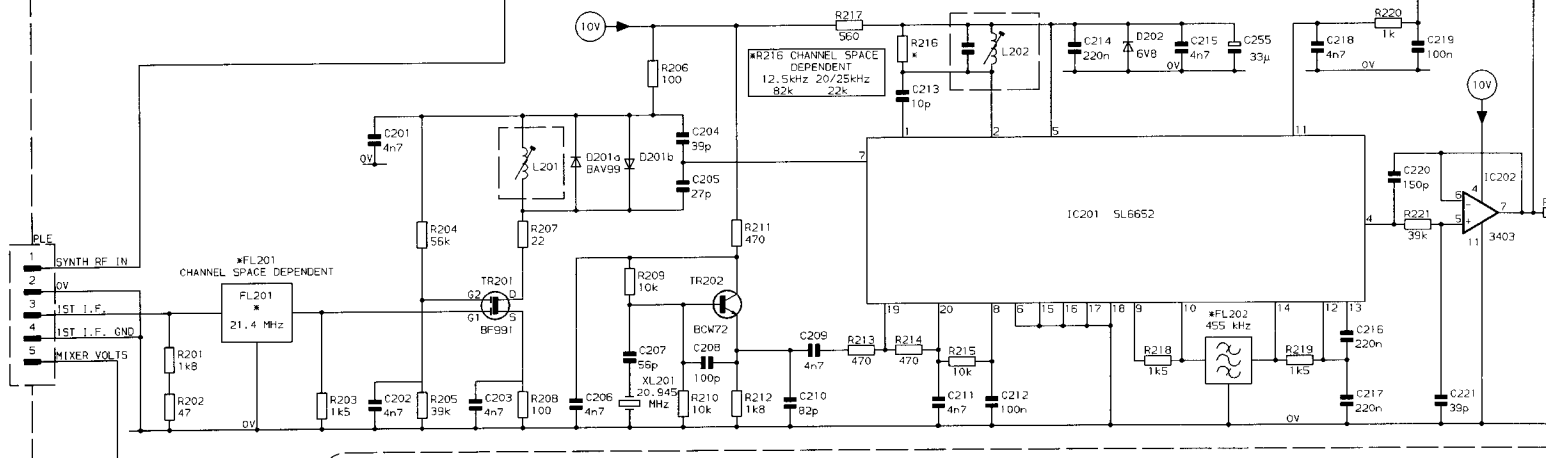 10V
R217
560
R216
*
L202
*R216 CHANNEL SPACE
DEPENDENT
12.5kHz 20/25kHz
82k 22k
C213
10p
C214
220n
D202
6V8
C215
4n7
C255
33µ
0V
C218
4n7
R220
1k
C219
100n
0V
10V
R206
100
C201
4n7
0V
L201
D201a
BAV99
D201b
C204
39p
C205
27p
1
2
5
11
7
IC201 SL6652
4
C220
150p
IC202
4
6
5
7
11
3403
R221
39k
R204
56k
R207
22
R211
470
PLE
1
SYNTH RF IN
2
0V
3
1ST I.F.
4
1ST I.F. GND
5
MIXER VOLTS
*FL201
CHANNEL SPACE DEPENDENT
FL201
*
21.4 MHz
TR201
G2
D
G1
S
BF991
R209
10k
TR202
BCW72
19
20
8
6
15
16
17
18
9
10
14
12
13
*FL202
455 kHz
R201
1k8
R202
47
R203
1k5
C202
4n7
R205
39k
C203
4n7
R208
100
C206
4n7
C207
56p
XL201
20.945
MHz
C208
100p
R210
10k
R212
1k8
C209
4n7
C210
82p
R213
470
R214
470
R215
10k
C211
4n7
C212
100n
R218
1k5
R219
1k5
C216
220n
C217
220n
C221
39p
0V
0V